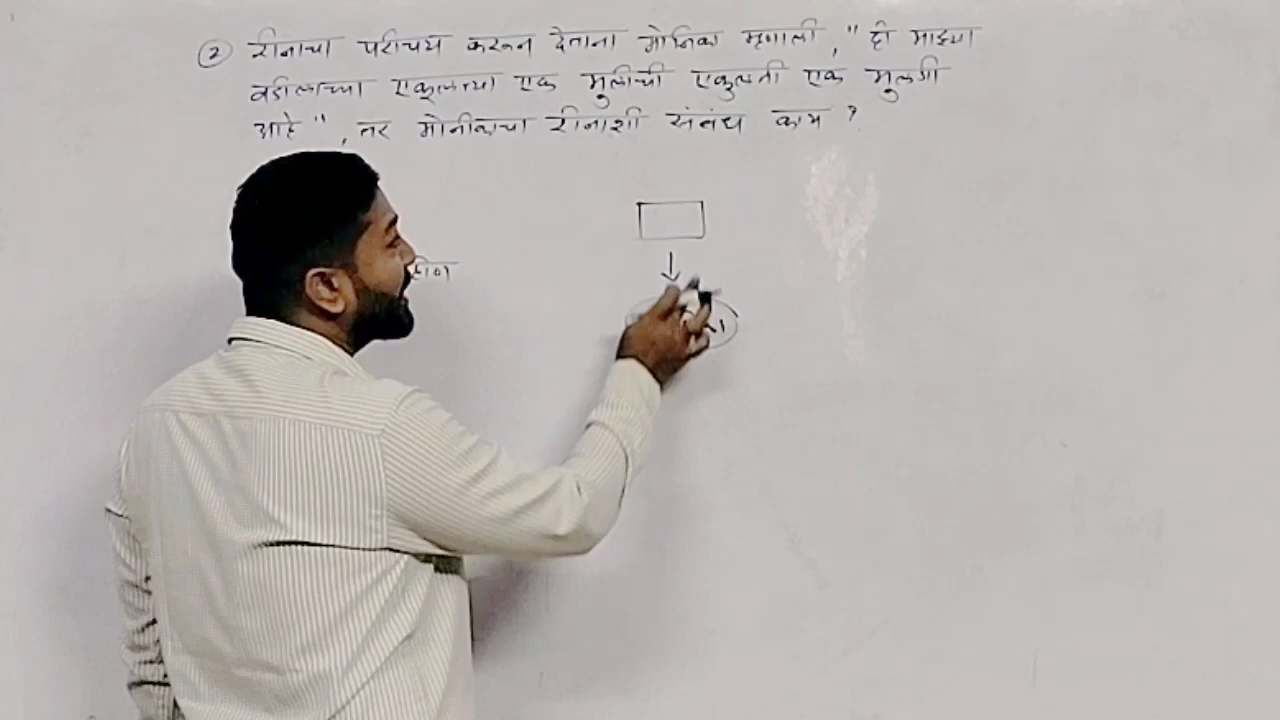 ② रीनाचा परीचय करून देताना मोनिका म्हणाली, "ही माझ्या
वडीलांच्या एकुलत्या एक मुलीची एकुलती एक मुलगी
आहे", तर मोनीकाचा रीनाशी संबंध काय ?